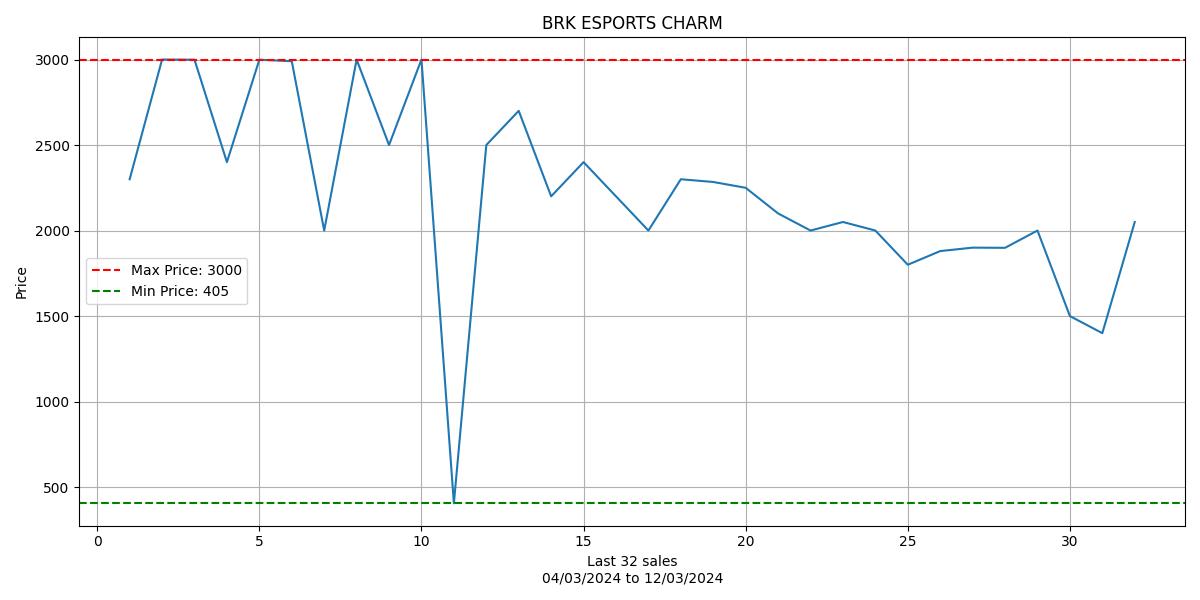 BRK ESPORTS CHARM
3000
2500
2000
1500
1000
500
Price
Max Price: 3000
Min Price: 405
0 5 10 15 20 25 30
Last 32 sales
04/03/2024 to 12/03/2024